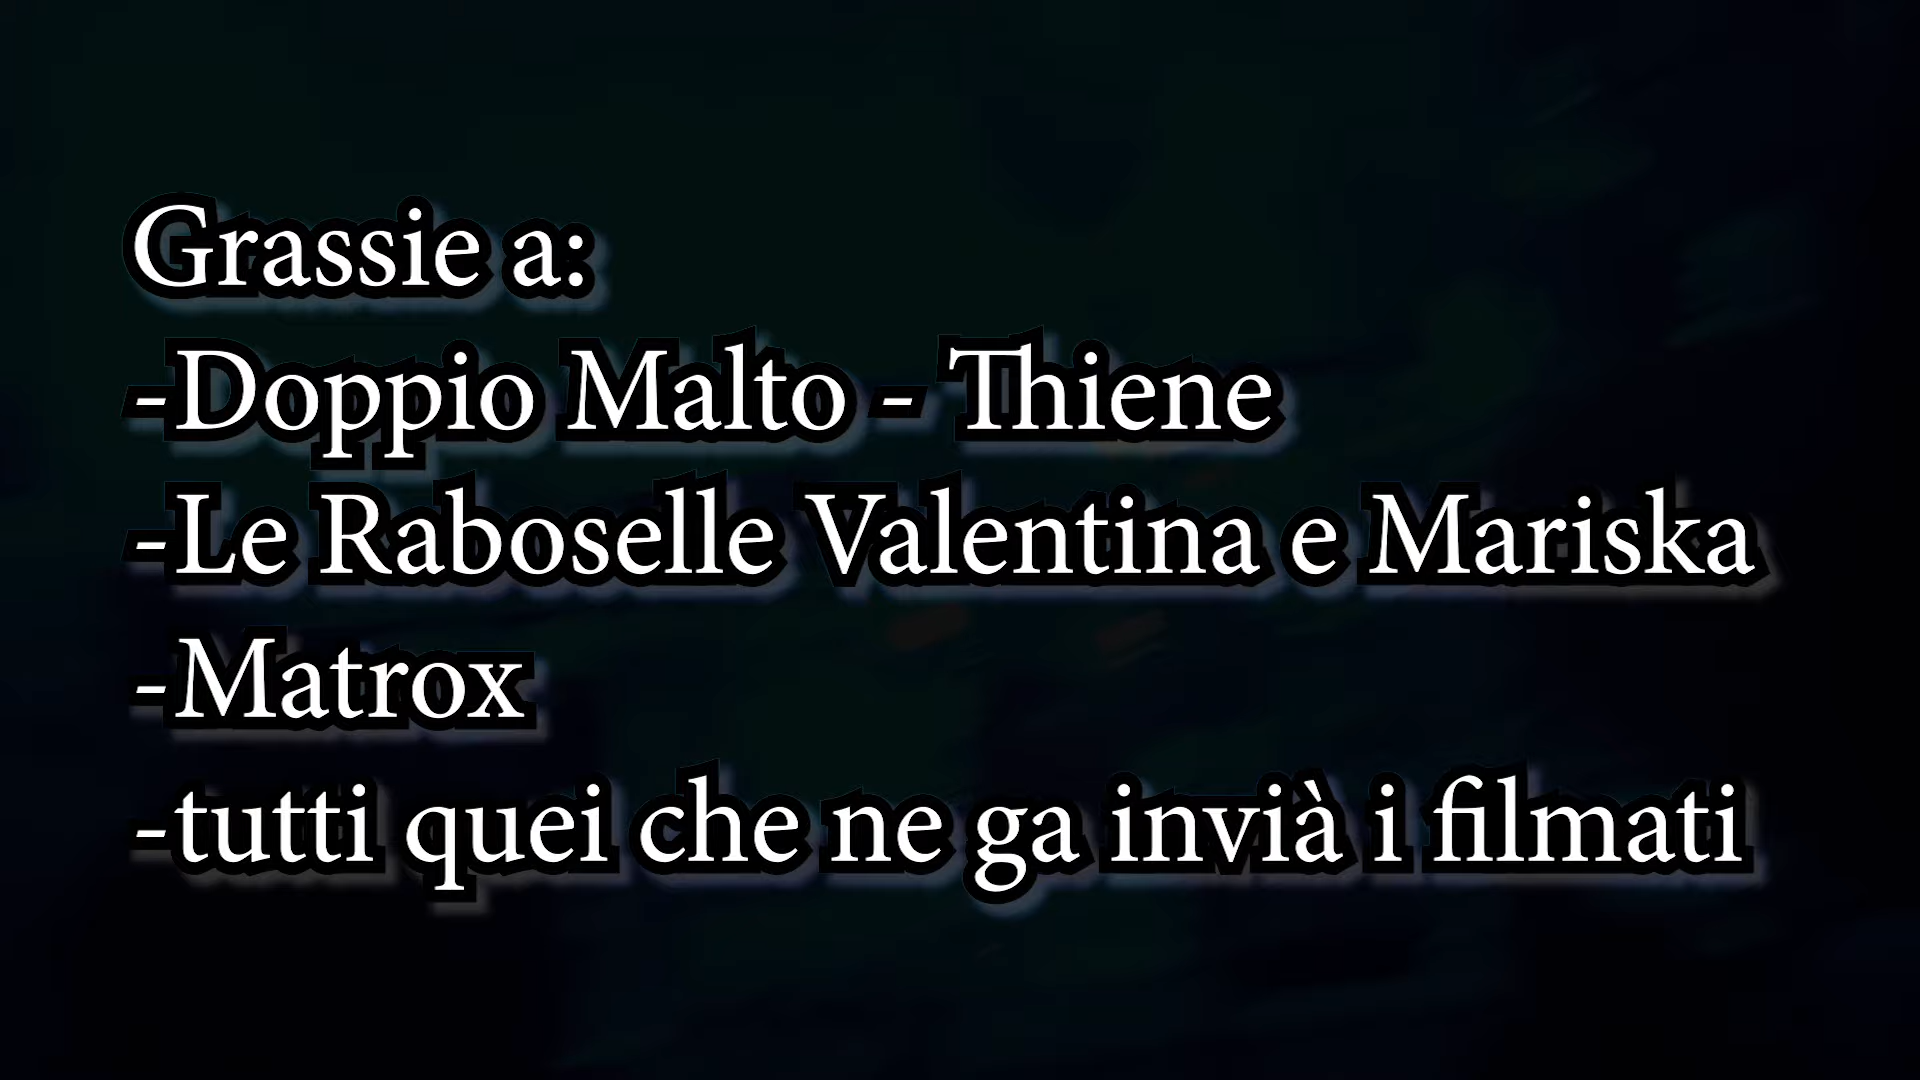 Grassie a:
-Doppio Malto - Thiene
-Le Raboselle Valentina e Mariska
-Matrox
-tutti quei che ne ga invià i filmati